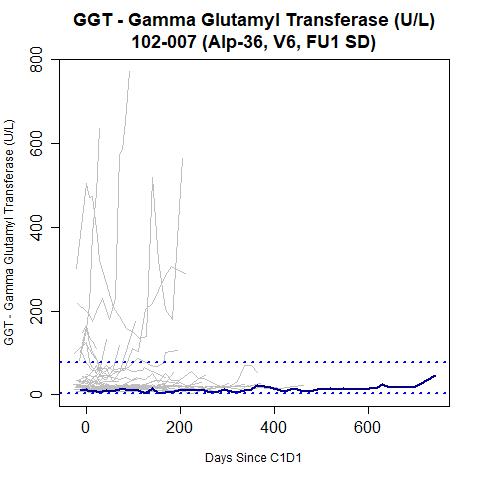 GGT - Gamma Glutamyl Transferase (U/L)
102-007 (Alp-36, V6, FU1 SD)
GGT - Gamma Glutamyl Transferase (U/L)
800
600
400
200
0
0
200
400
600
Days Since C1D1